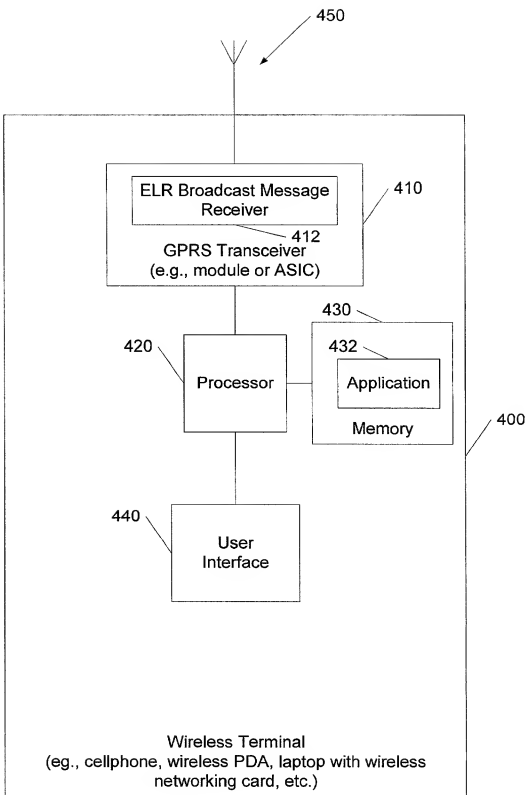 450
ELR Broadcast Message
Receiver
410
412
GPRS Transceiver
(e.g., module or ASIC)
430
420
432
Processor
Application
Memory
400
440
User
Interface
Wireless Terminal
(eg., cellphone, wireless PDA, laptop with wireless
networking card, etc.)